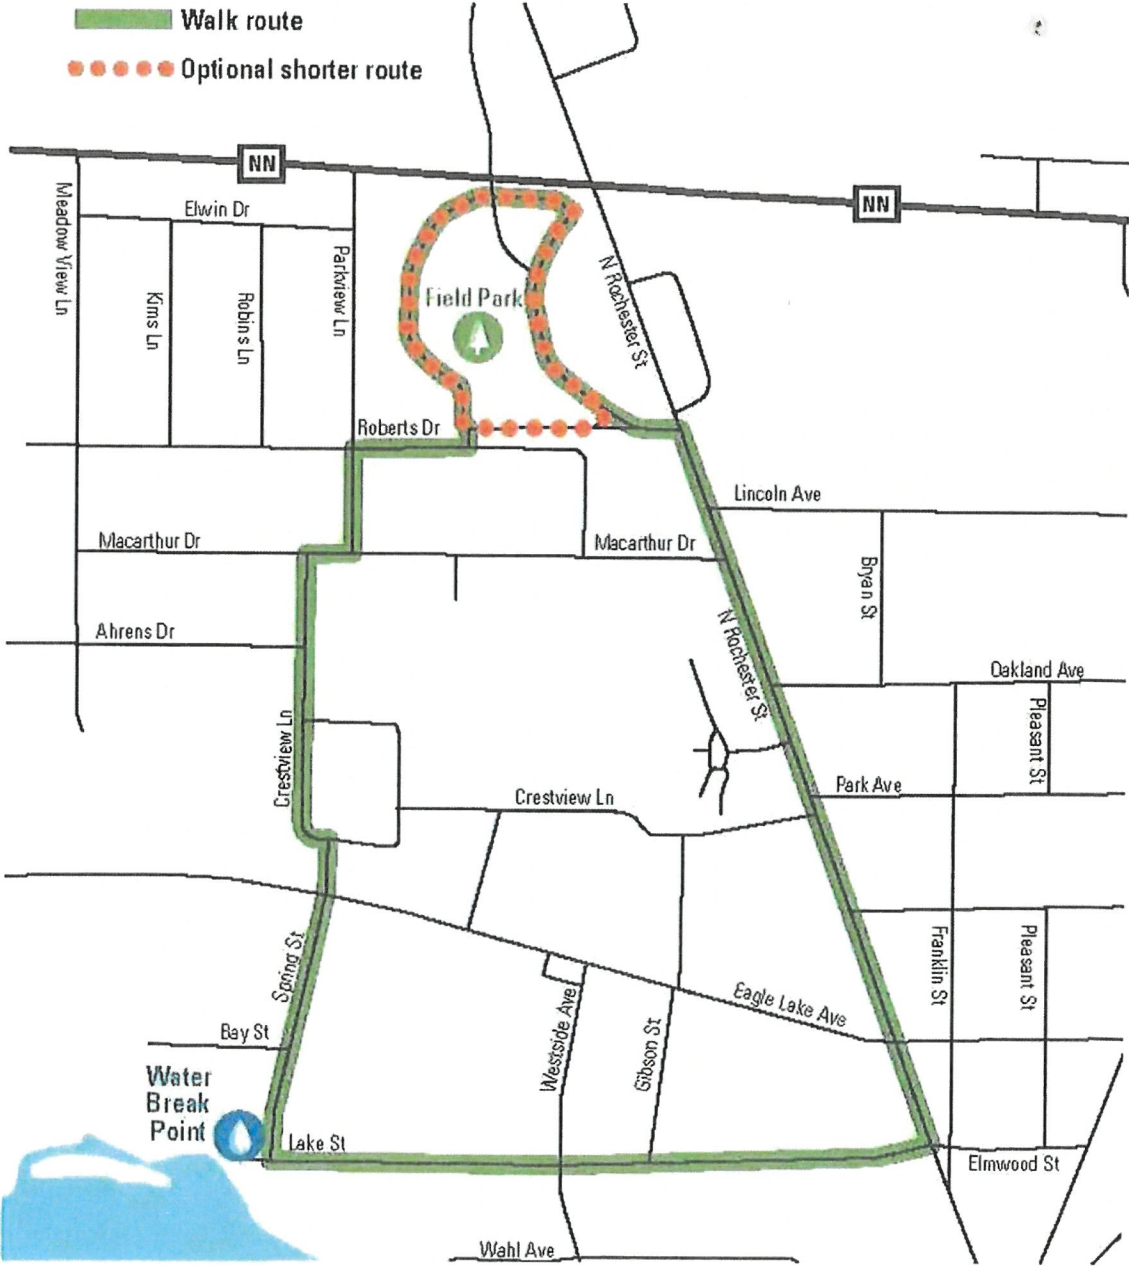 Walk route
Optional shorter route
NN
NN
Meadow View Ln
Elwin Dr
Kims Ln
Robins Ln
Parkview Ln
Field Park
N Rochester St
Roberts Dr
Lincoln Ave
Macarthur Dr
Macarthur Dr
Bryan St
Ahrens Dr
N Rochester St
Oakland Ave
Pleasant St
Crestview Ln
Park Ave
Crestview Ln
Spring St
Franklin St
Pleasant St
Eagle Lake Ave
Westside Ave
Gibson St
Bay St
Water
Break
Point
Lake St
Elmwood St
Wahl Ave